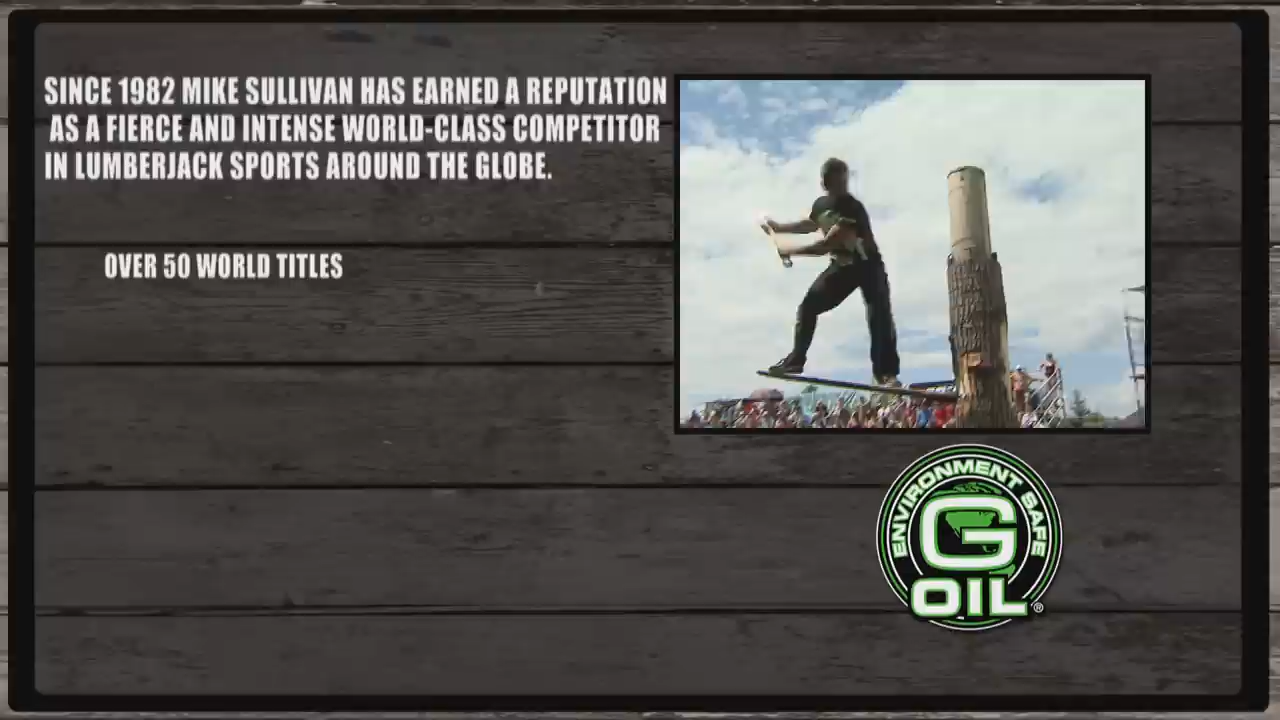 SINCE 1982 MIKE SULLIVAN HAS EARNED A REPUTATION
AS A FIERCE AND INTENSE WORLD-CLASS COMPETITOR
IN LUMBERJACK SPORTS AROUND THE GLOBE.
OVER 50 WORLD TITLES
ENVIRONMENT SAFE
G
OIL®